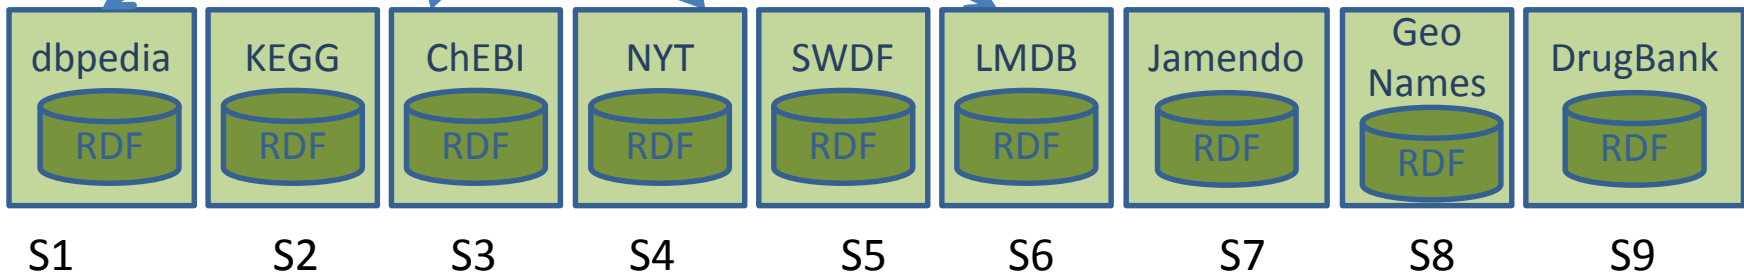 dbpedia KEGG ChEBI NYT SWDF LMDB Jamendo Geo Names DrugBank
RDF RDF RDF RDF RDF RDF RDF RDF RDF
S1 S2 S3 S4 S5 S6 S7 S8 S9